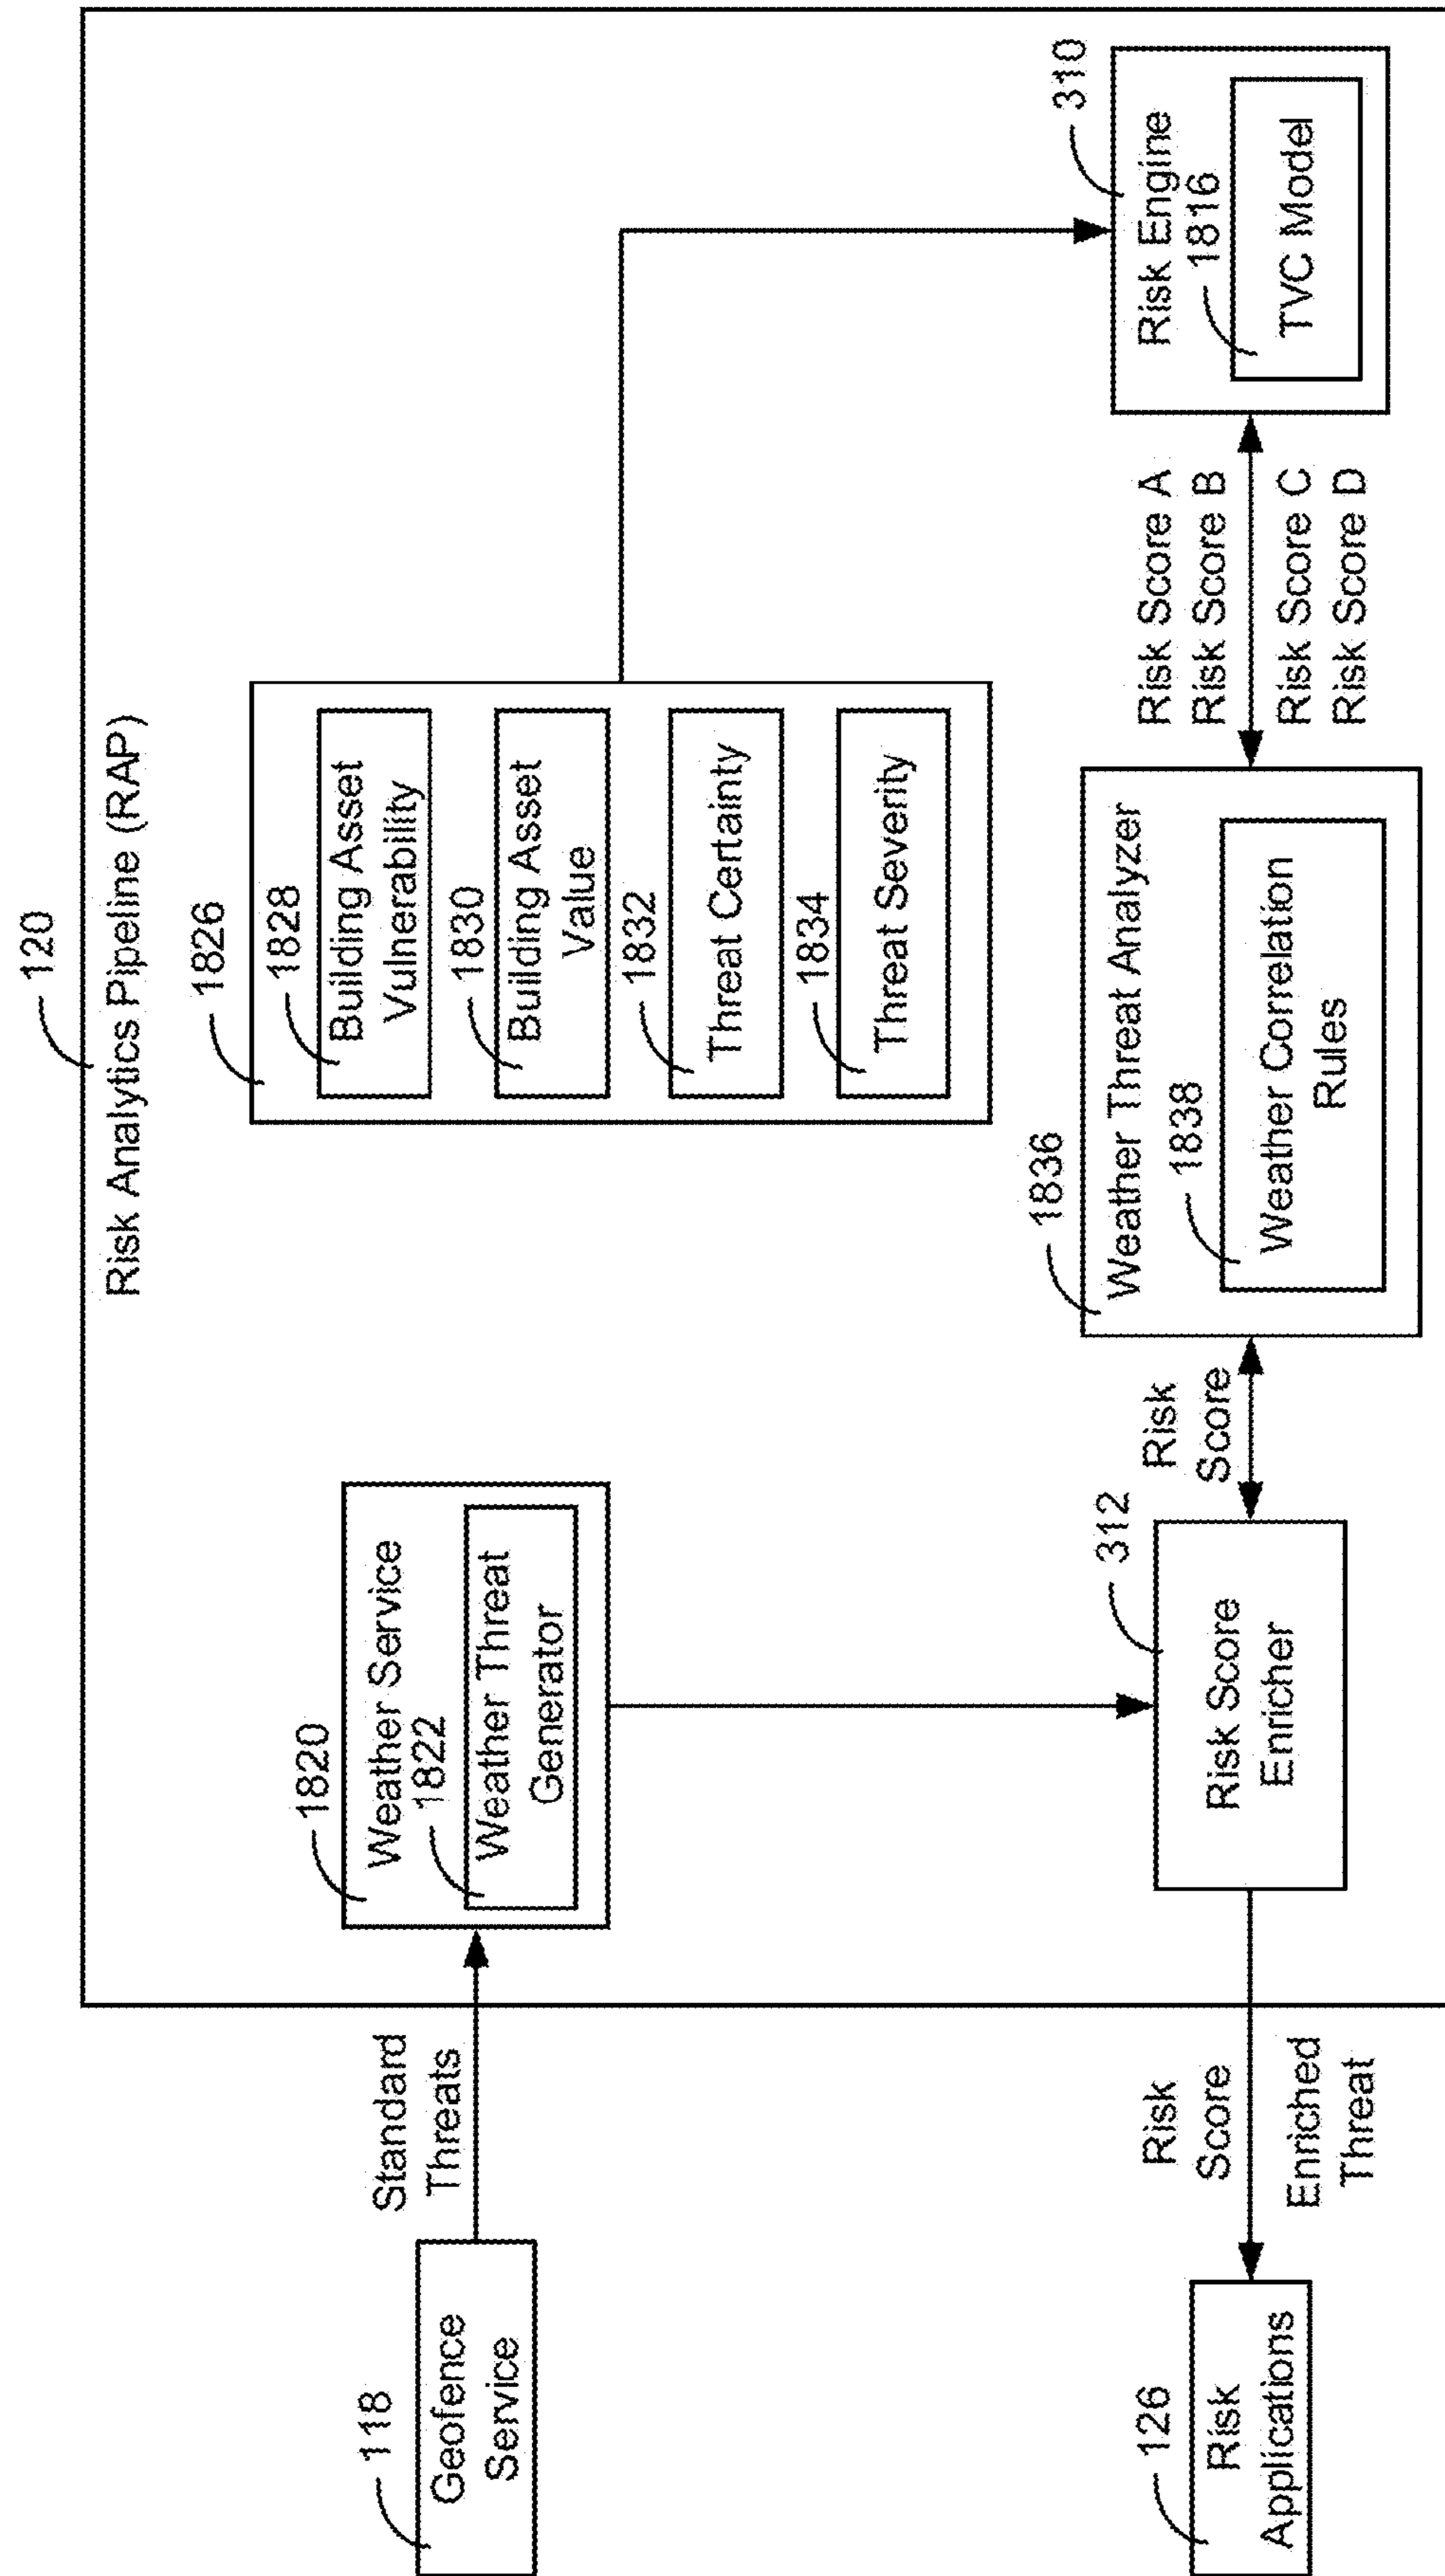 120
Risk Analytics Pipeline (RAP)
118
Geofence
Service
Standard
Threats
1820
Weather Service
1822
Weather Threat
Generator
1826
1828
Building Asset
Vulnerability
1830
Building Asset
Value
1832
Threat Certainty
1834
Threat Severity
126
Risk
Applications
Risk
Score
Enriched
Threat
312
Risk Score
Enricher
Risk
Score
1836
Weather Threat Analyzer
1838
Weather Correlation
Rules
Risk Score A
Risk Score B
Risk Score C
Risk Score D
310
Risk Engine
1816
TVC Model